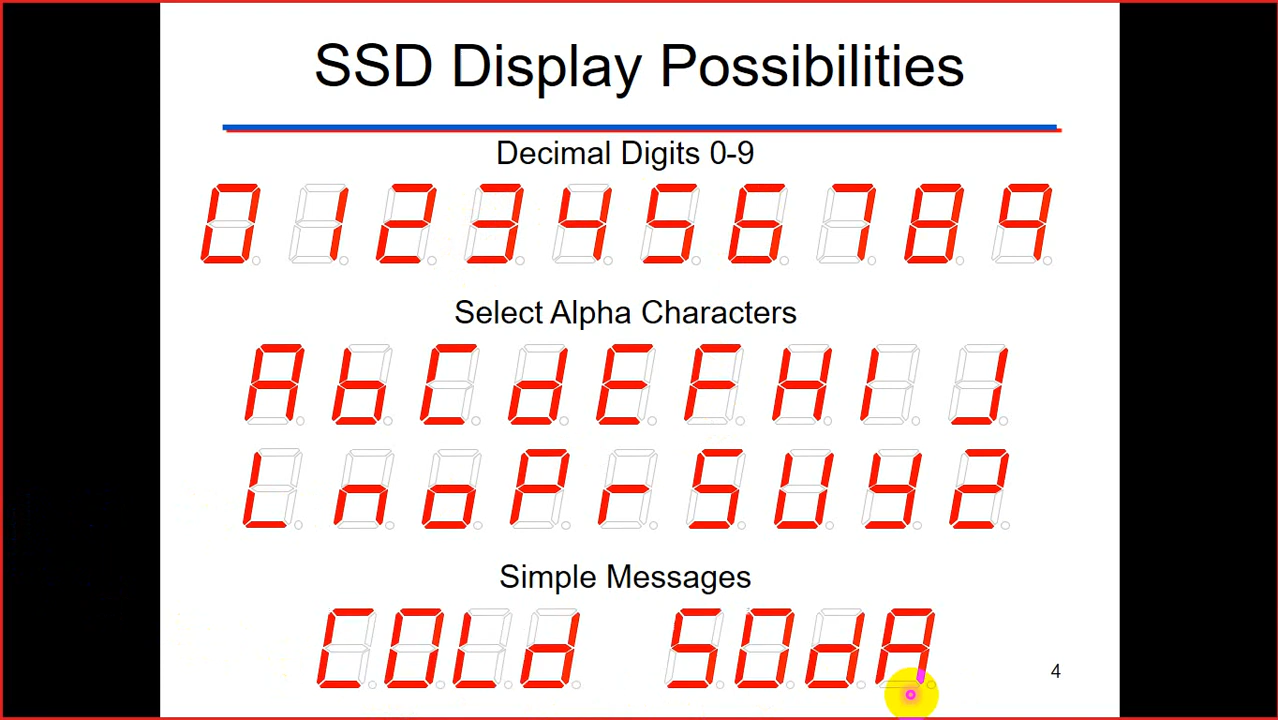 SSD Display Possibilities
Decimal Digits 0-9
0 1 2 3 4 5 6 7 8 9
Select Alpha Characters
A b C d E F H I J
L n o P r S U y 2
Simple Messages
COLd SOdA
4